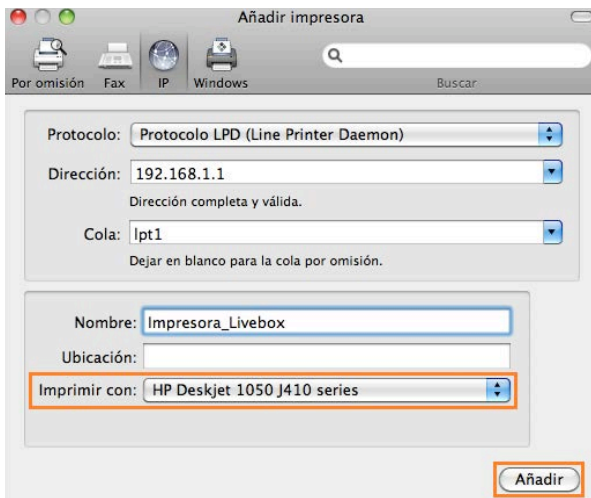 Añadir impresora
Por omisión Fax IP Windows Buscar
Protocolo: Protocolo LPD (Line Printer Daemon)
Dirección: 192.168.1.1
Dirección completa y válida.
Cola: lpt1
Dejar en blanco para la cola por omisión.
Nombre: Impresora_Livebox
Ubicación:
Imprimir con: HP Deskjet 1050 J410 series
Añadir